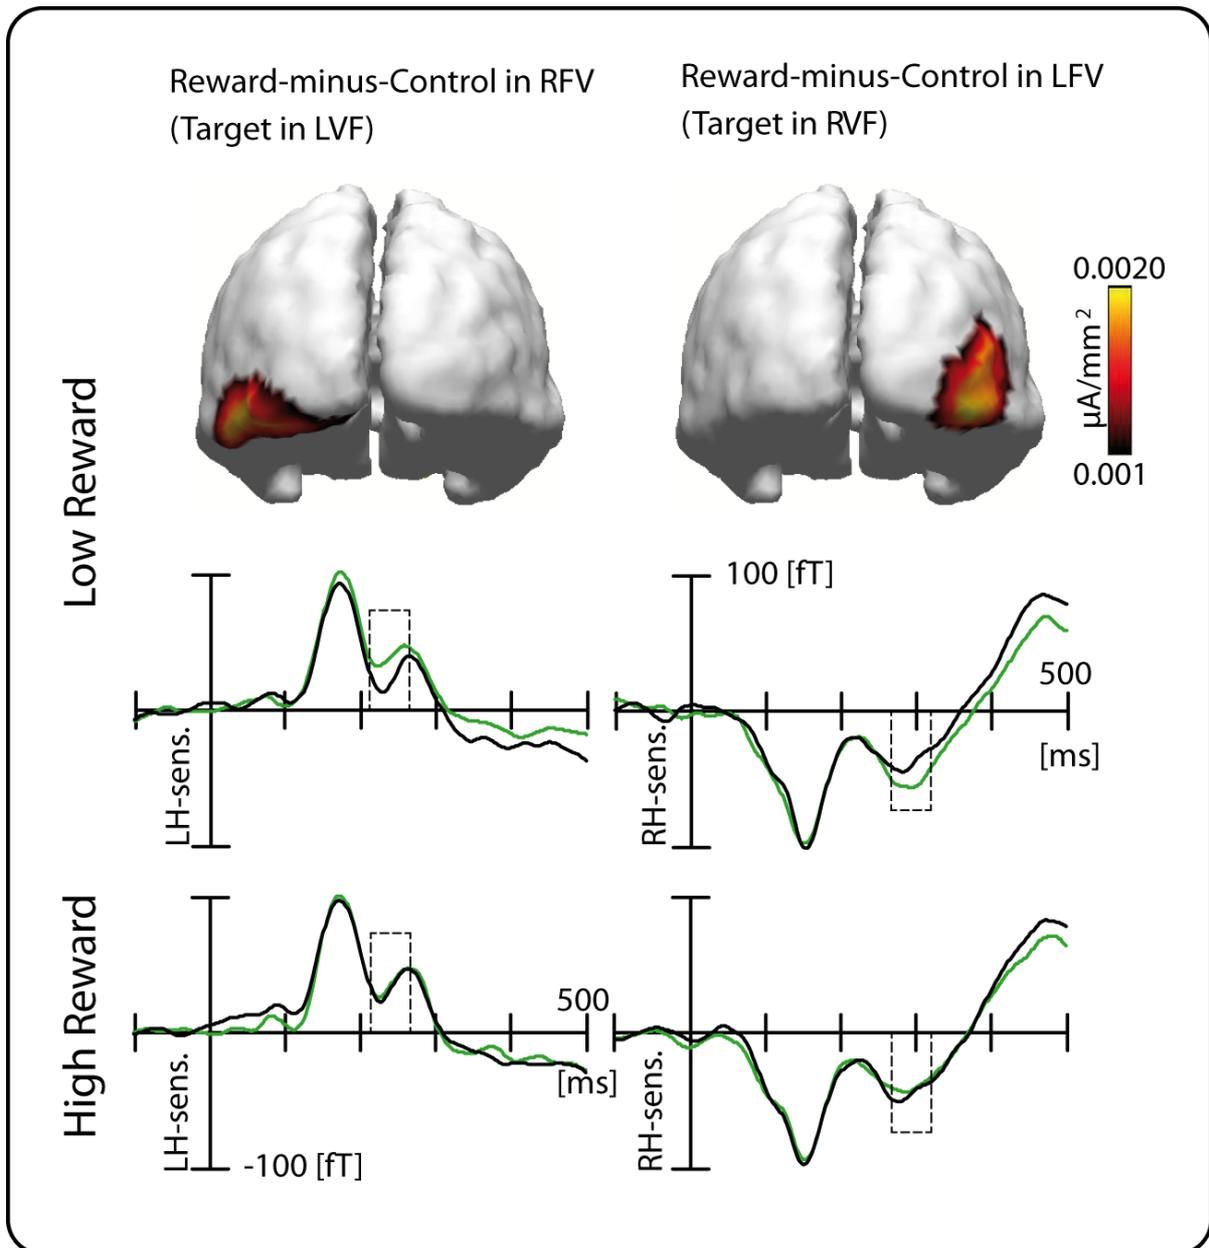 Reward-minus-Control in RFV
(Target in LVF)
Reward-minus-Control in LFV
(Target in RVF)
0.0020
µA/mm 2
0.001
Low Reward
100 [fT]
500
[ms]
LH-sens.
RH-sens.
High Reward
500
[ms]
LH-sens.
RH-sens.
-100 [fT]